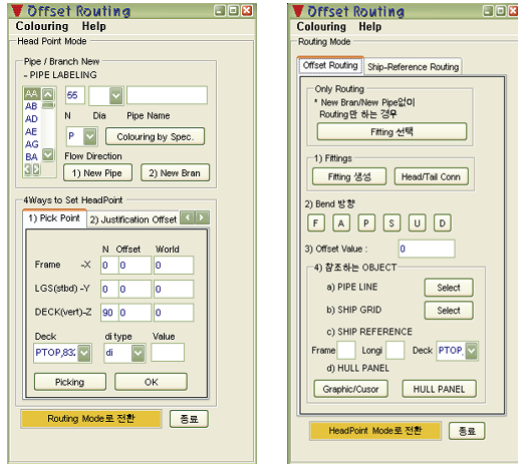 Offset Routing
Colouring Help
Head Point Mode
Pipe / Branch New
- PIPE LABELING
AA
AB
AD
AE
AG
BA
65
N Dia Pipe Name
P Colouring by Spec.
Flow Direction
1) New Pipe 2) New Bran
4Ways to Set HeadPoint
1) Pick Point 2) Justification Offset
N Offset World
Frame -X 0 0 0
LGS(stbd) -Y 0 0 0
DECK(vert)-Z 90 0 0
Deck di type Value
PTOP,83: di
Picking OK
Routing Mode로 전환 종료
Offset Routing
Colouring Help
Routing Mode
Offset Routing Ship-Reference Routing
Only Routing
* New Bran/New Pipe없이
Routing만 하는 경우
Fitting 선택
1) Fittings
Fitting 생성 Head/Tail Conn
2) Bend 방향
F A P S U D
3) Offset Value : 0
4) 참조하는 OBJECT
a) PIPE LINE Select
b) SHIP GRID Select
c) SHIP REFERENCE
Frame Longi Deck PTOP,
d) HULL PANEL
Graphic/Cusor HULL PANEL
HeadPoint Mode로 전환 종료